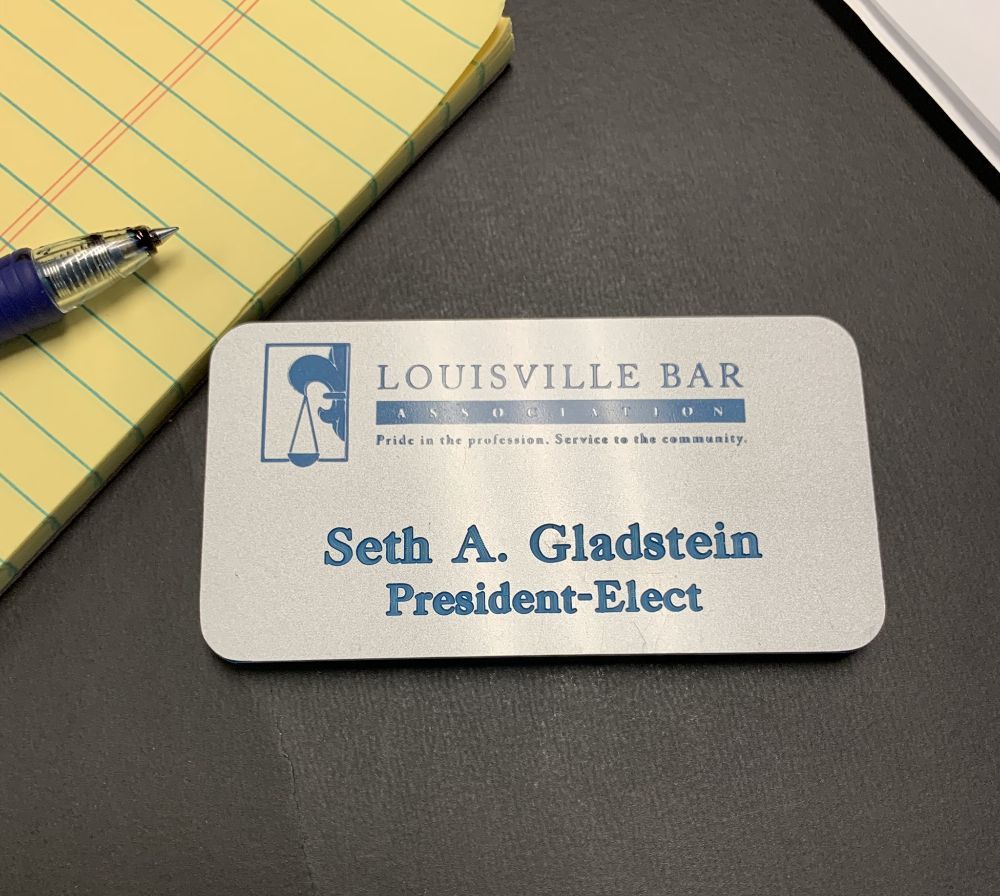 LOUISVILLE BAR
ASSOCIATION
Pride in the profession. Service to the community.
Seth A. Gladstein
President-Elect